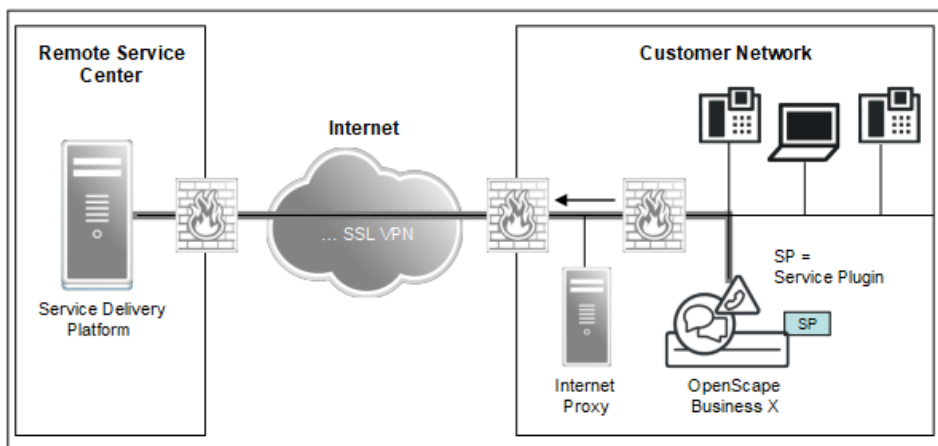 Remote Service
Center
Service Delivery
Platform
Internet
... SSL VPN
Customer Network
SP =
Service Plugin
SP
Internet
Proxy
OpenScape
Business X